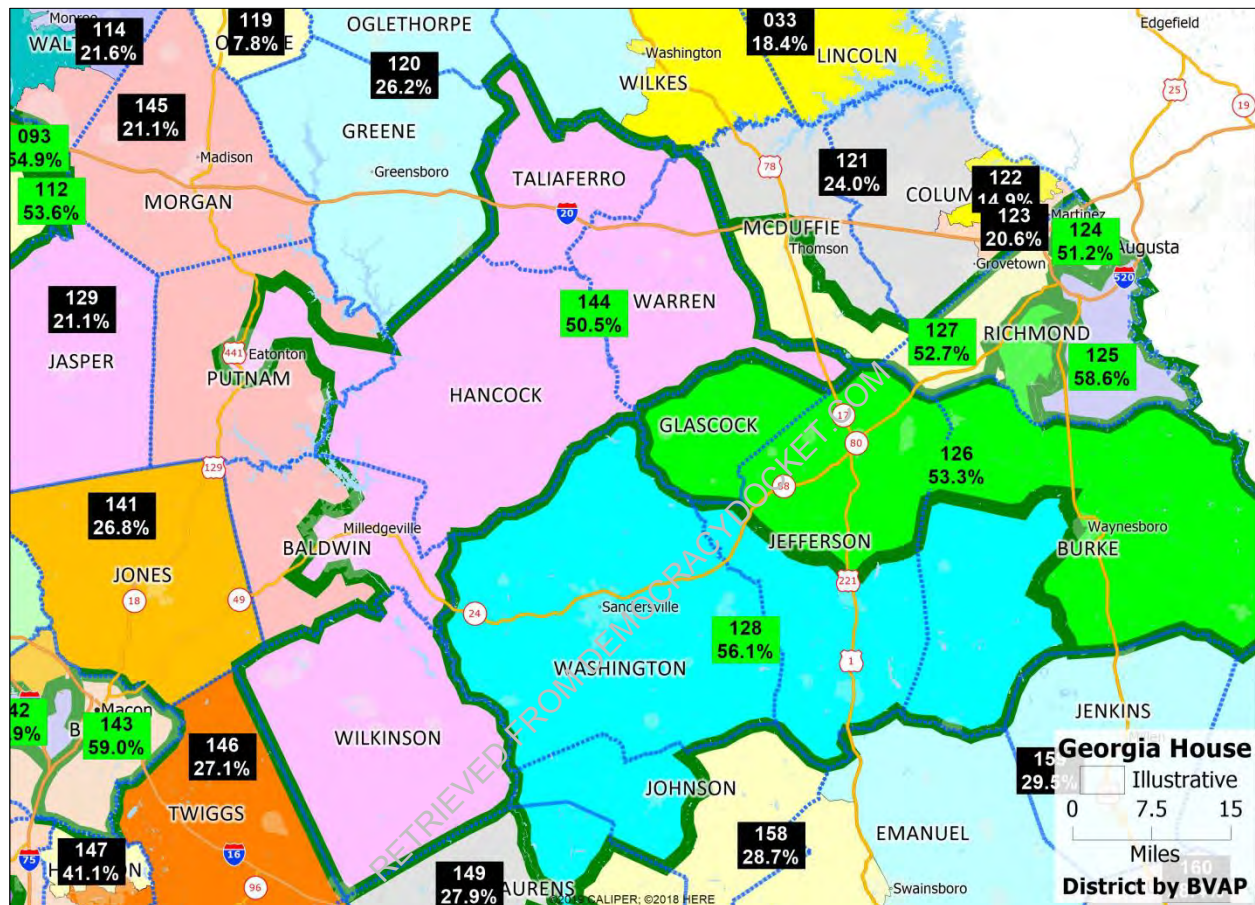 Monroe
114
21.6%
119
7.8%
OGLETHORPE
120
26.2%
GREENE
Greensboro
033
18.4%
LINCOLN
Washington
WILKES
Edgefield
25
19
145
21.1%
Madison
MORGAN
093
54.9%
112
53.6%
TALIAFERRO
20
78
121
24.0%
122
14.9%
123
20.6%
Martinez
124
51.2%
Augusta
520
MCDUFFIE
Thomson
Grovetown
129
21.1%
JASPER
144
50.5%
WARREN
127
52.7%
RICHMOND
125
58.6%
441
Eatonton
PUTNAM
HANCOCK
GLASCOCK
17
80
126
53.3%
129
88
141
26.8%
JONES
18
49
Milledgeville
BALDWIN
JEFFERSON
Waynesboro
BURKE
221
24
Sandersville
128
56.1%
WASHINGTON
1
Macon
143
59.0%
146
27.1%
TWIGGS
WILKINSON
JENKINS
JOHNSON
29.5%
EMANUEL
158
28.7%
147
41.1%
75
16
96
149
27.9%
Swainsboro
CALIPER; ©2018 HERE
RETRIEVED FROM DEMOCRACYDOCKET.COM
Georgia House
Illustrative
0 7.5 15
Miles
District by BVAP